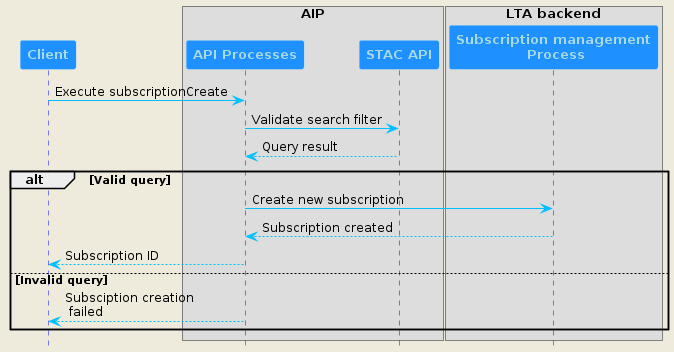 AIP
LTA backend
Client
API Processes
STAC API
Subscription management
Process
Execute subscriptionCreate
Validate search filter
Query result
alt
[Valid query]
Create new subscription
Subscription created
Subscription ID
[Invalid query]
Subsciption creation
failed